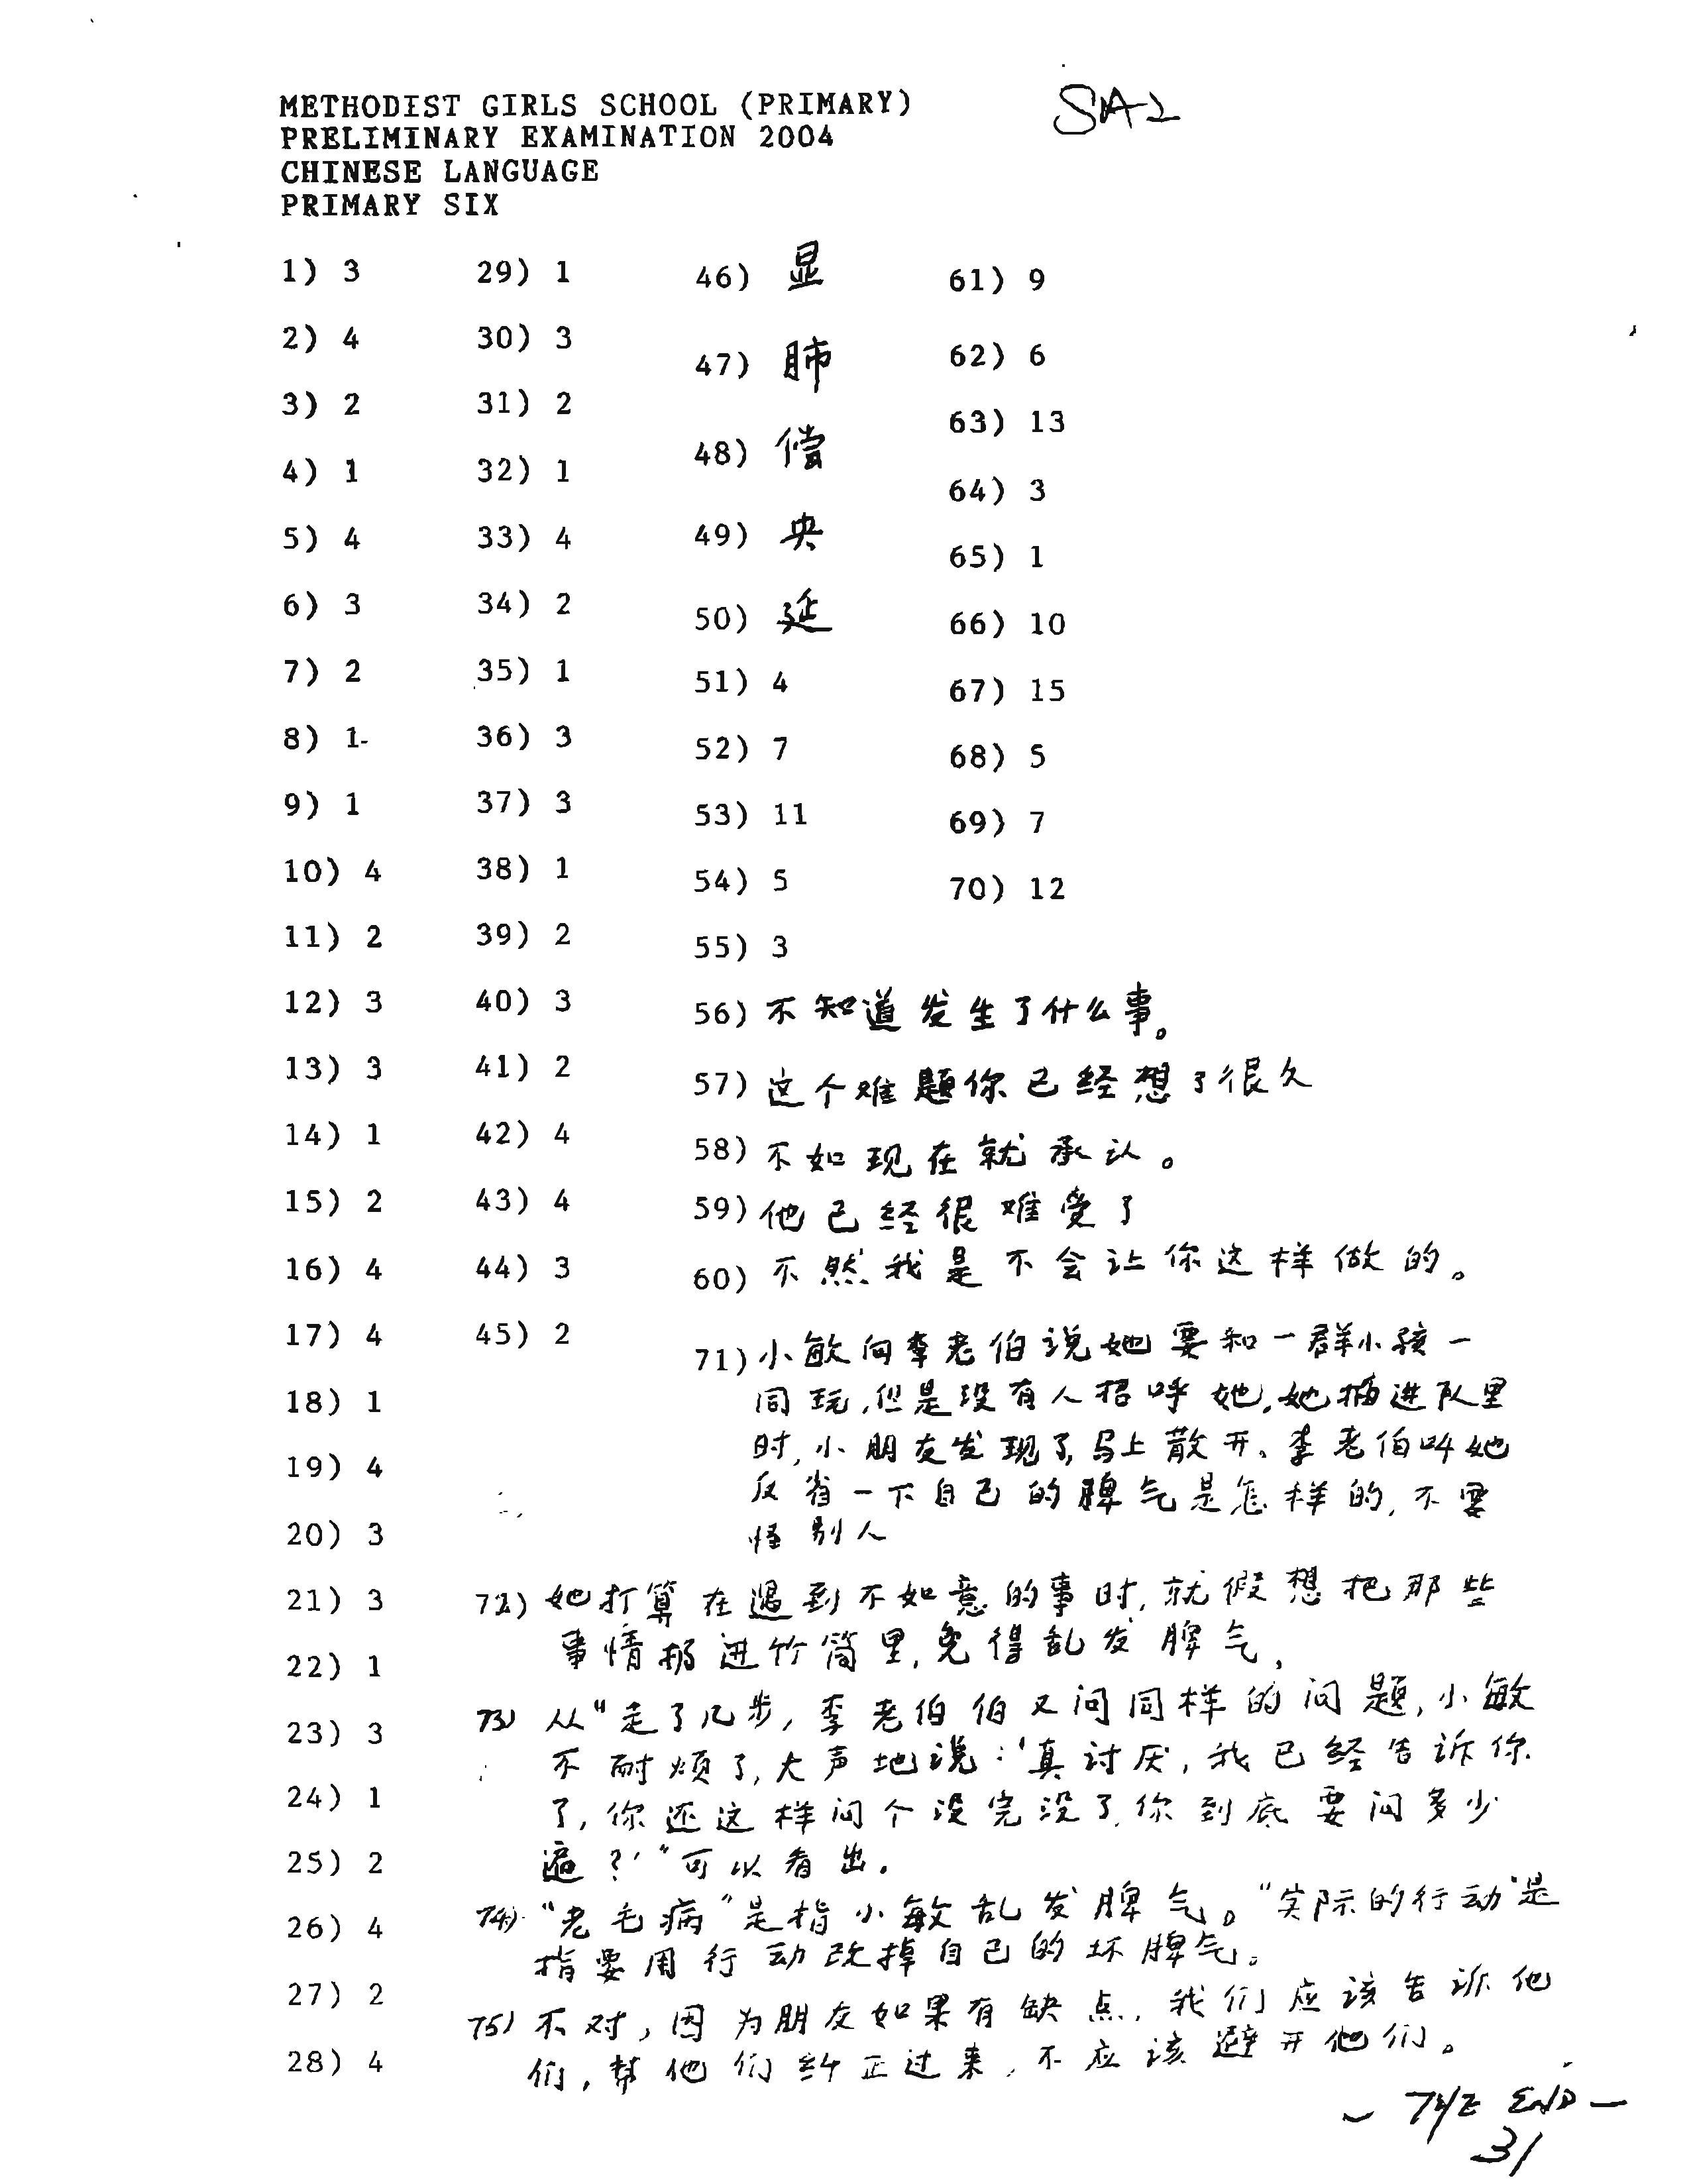 METHODIST GIRLS SCHOOL (PRIMARY)
SA2
PRELIMINARY EXAMINATION 2004
CHINESE LANGUAGE
PRIMARY SIX
1) 3
2) 4
3) 2
4) 1
5) 4
6) 3
7) 2
8) 1
9) 1
10) 4
11) 2
12) 3
13) 3
14) 1
15) 2
16) 4
17) 4
18) 1
19) 4
20) 3
21) 3
22) 1
23) 3
24) 1
25) 2
26) 4
27) 2
28) 4
29) 1
30) 3
31) 2
32) 1
33) 4
34) 2
35) 1
36) 3
37) 3
38) 1
39) 2
40) 3
41) 2
42) 4
43) 4
44) 3
45) 2
46) 显
47) 肺
48) 偿
49) 央
50) 延
51) 4
52) 7
53) 11
54) 5
55) 3
61) 9
62) 6
63) 13
64) 3
65) 1
66) 10
67) 15
68) 5
69) 7
70) 12
56) 不知道发生了什么事。
57) 这个难题你已经想了很久
58) 不如现在就承认。
59) 他已经很难受了
60) 不然我是不会让你这样做的。
71) 小敏向李老伯说她要和一群小孩一
同玩,但是没有人招呼她,她插进队里
时,小朋友发现了,马上散开。李老伯叫她
反省一下自己的脾气是怎样的,不要
怪别人
72) 她打算在遇到不如意的事时,就假想把那些
事情扔进竹筒里,免得乱发脾气,
73) 从“走了几步,李老伯伯又问同样的问题,小敏
不耐烦了,大声地说:‘真讨厌,我已经告诉你
了,你还这样问个没完没了,你到底要问多少
遍?’”可以看出.
74) “老毛病”是指小敏乱发脾气。“实际的行动”是
指要用行动改掉自己的坏脾气。
75) 不对,因为朋友如果有缺点,我们应该告诉他
们,帮他们纠正过来,不应该避开他们。
- THE END -
31